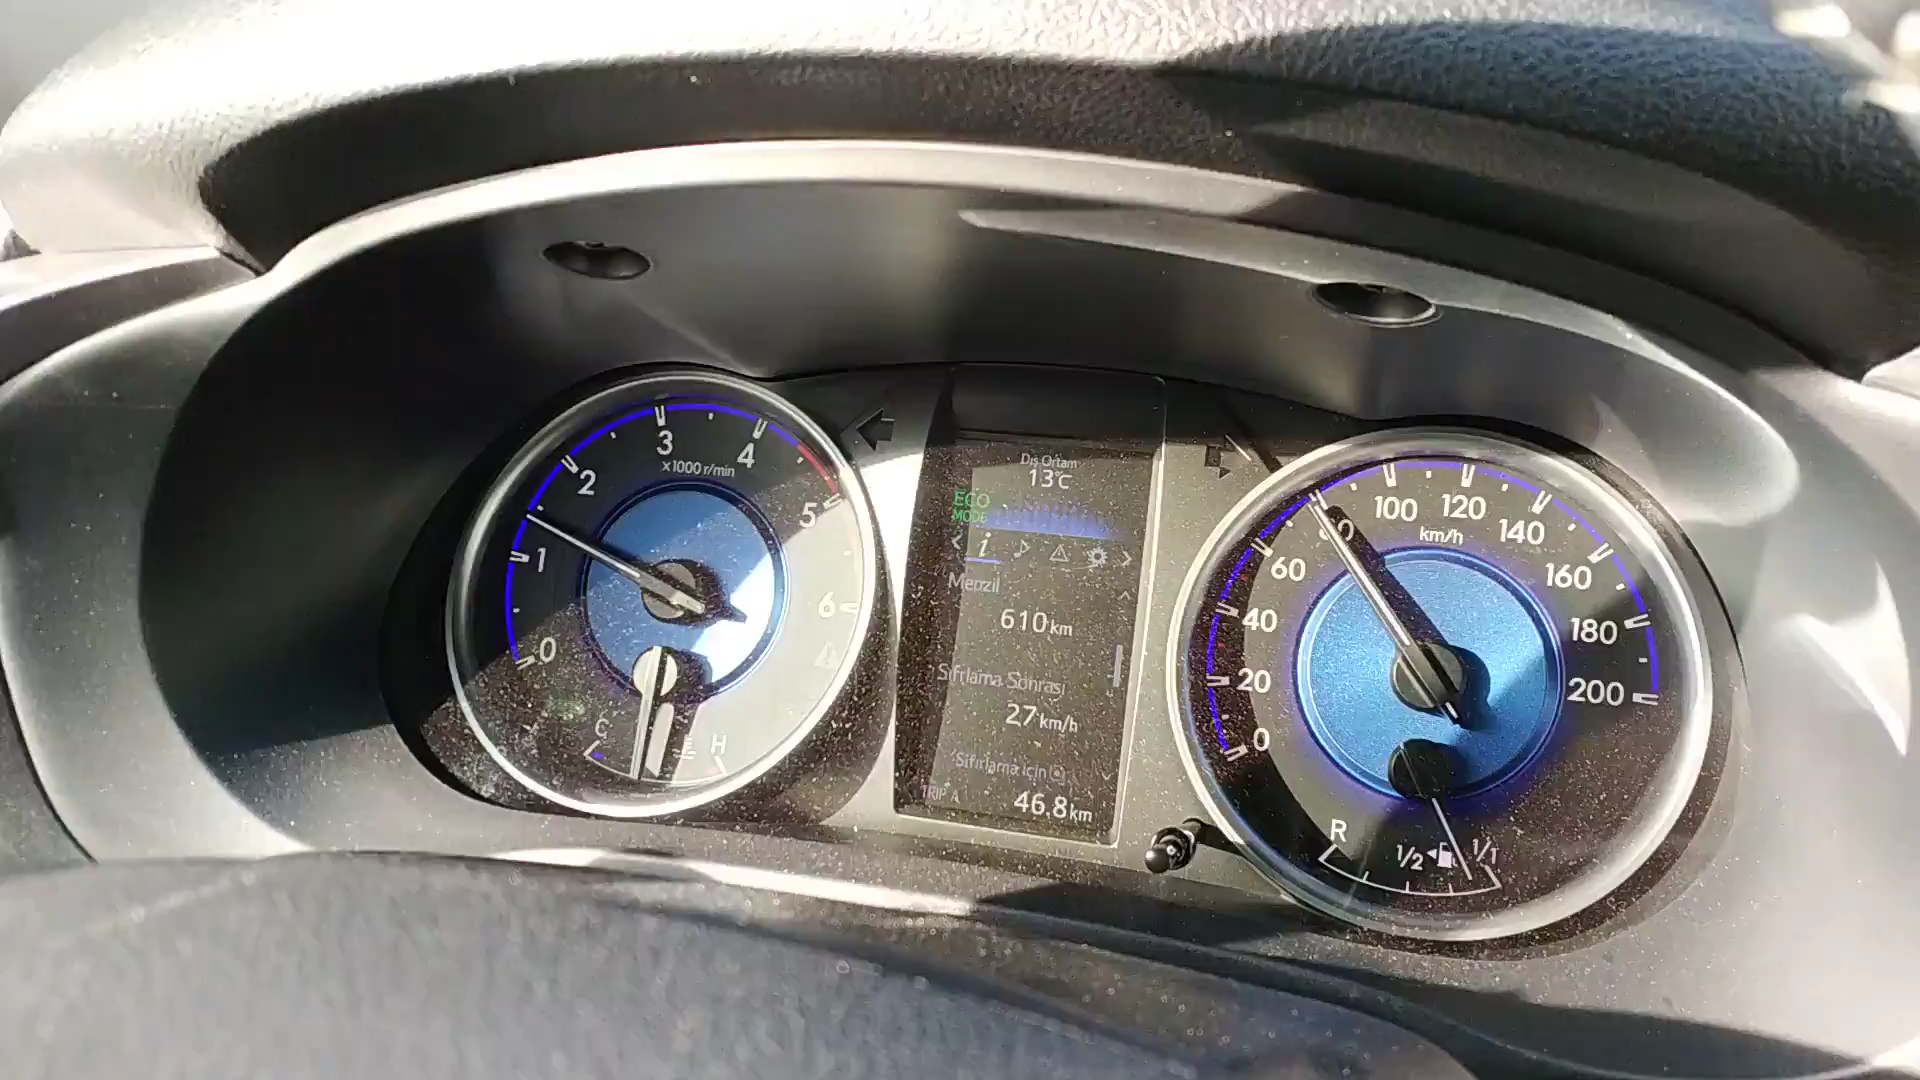 3
4
2
x1000 r/min
5
1
6
0
C
H
Dış Ortam
13°C
ECO
MODE
i
Menzil
610 km
Sıfırlama Sonrası
27 km/h
Sıfırlama için
TRIP A
46.8 km
100
120
80
140
km/h
60
160
40
180
20
200
0
R
1/2
1/1